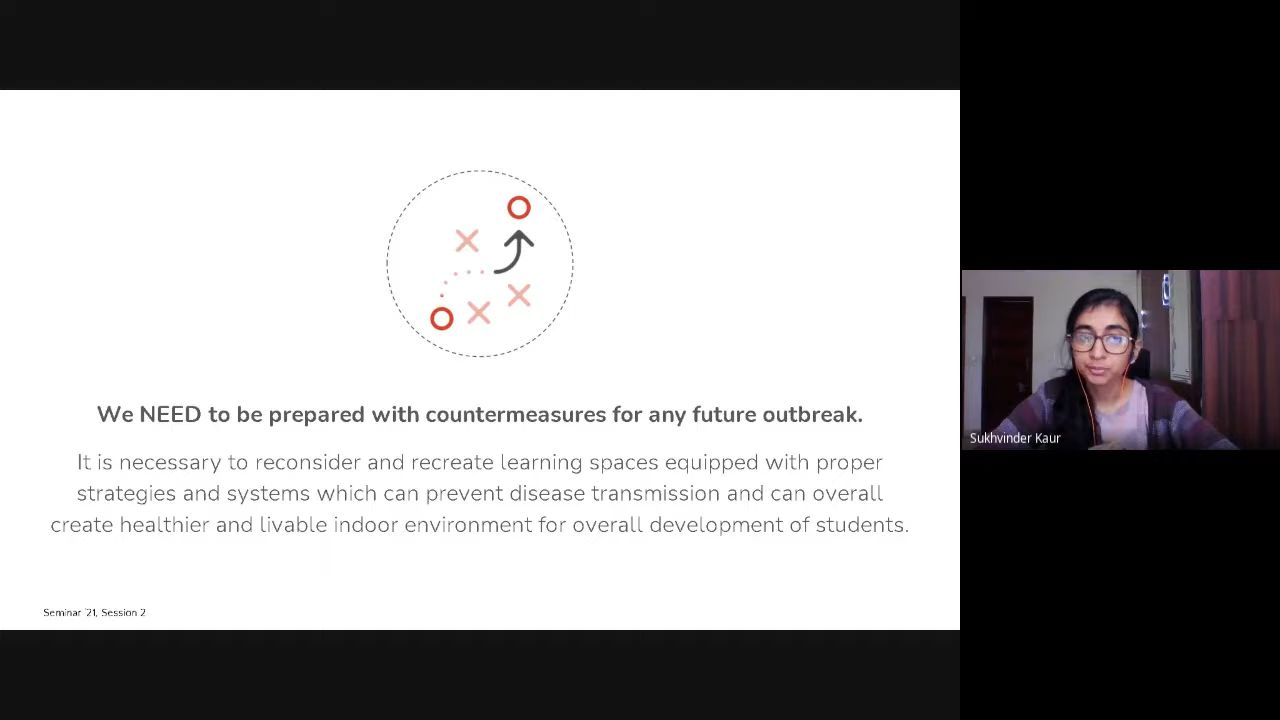 We NEED to be prepared with countermeasures for any future outbreak.
It is necessary to reconsider and recreate learning spaces equipped with proper
strategies and systems which can prevent disease transmission and can overall
create healthier and livable indoor environment for overall development of students.
Seminar '21, Session 2
Sukhvinder Kaur